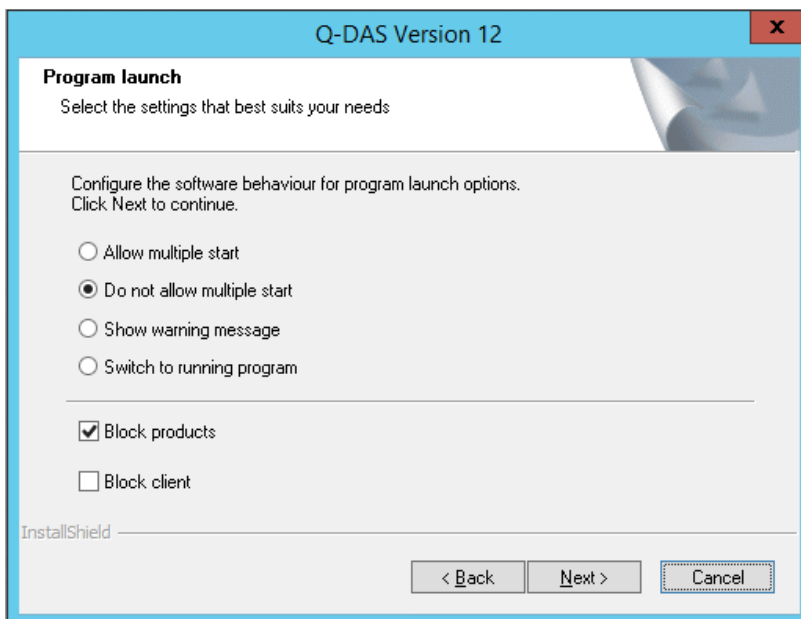 Q-DAS Version 12
x
Program launch
Select the settings that best suits your needs
Configure the software behaviour for program launch options.
Click Next to continue.
Allow multiple start
Do not allow multiple start
Show warning message
Switch to running program
Block products
Block client
InstallShield
< Back
Next >
Cancel